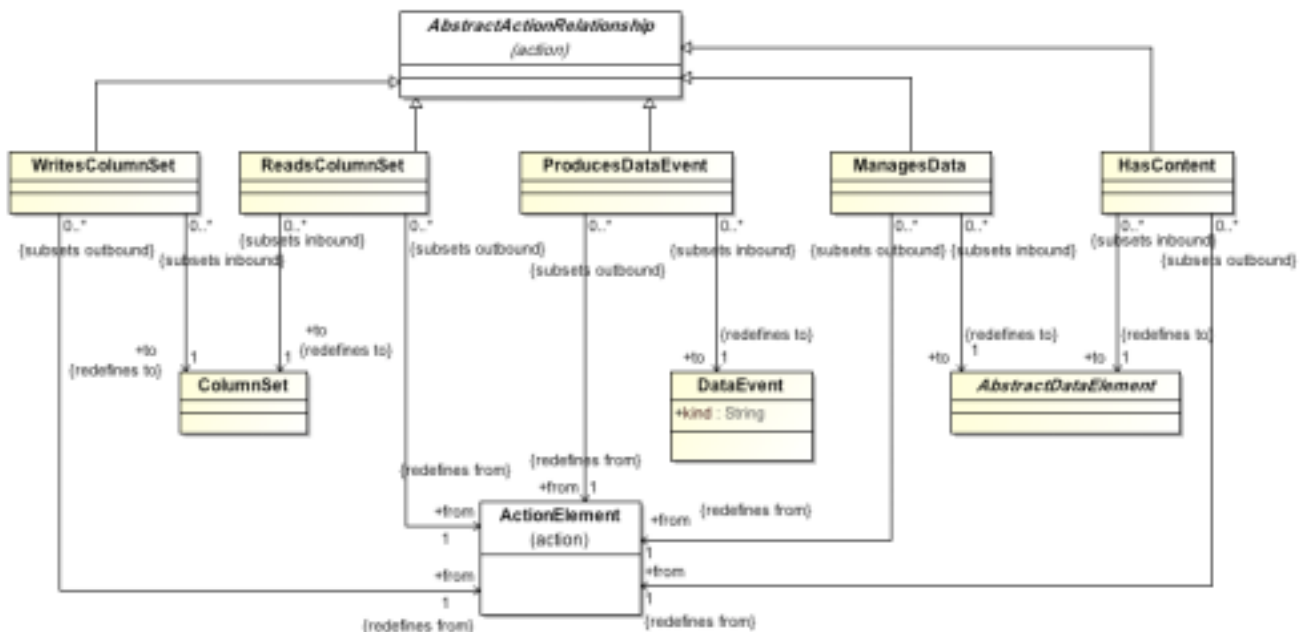 AbstractActionRelationship
(action)
WritesColumnSet
ReadsColumnSet
ProducesDataEvent
ManagesData
HasContent
0..*
0..*
0..*
0..*
0..*
0..*
0..*
0..*
0..*
0..*
{subsets outbound}
{subsets inbound}
{subsets inbound}
{subsets outbound}
{subsets outbound}
{subsets inbound}
{subsets outbound}
{subsets inbound}
{subsets inbound}
{subsets outbound}
+to
{redefines to}
1
+to
{redefines to}
1
{redefines to}
+to
1
{redefines to}
+to
1
{redefines to}
+to
1
ColumnSet
DataEvent
+kind : String
AbstractDataElement
{redefines from}
{redefines from}
+from
1
+from
1
ActionElement
(action)
+from
{redefines from}
1
+from
1
{redefines from}
+from
1
{redefines from}